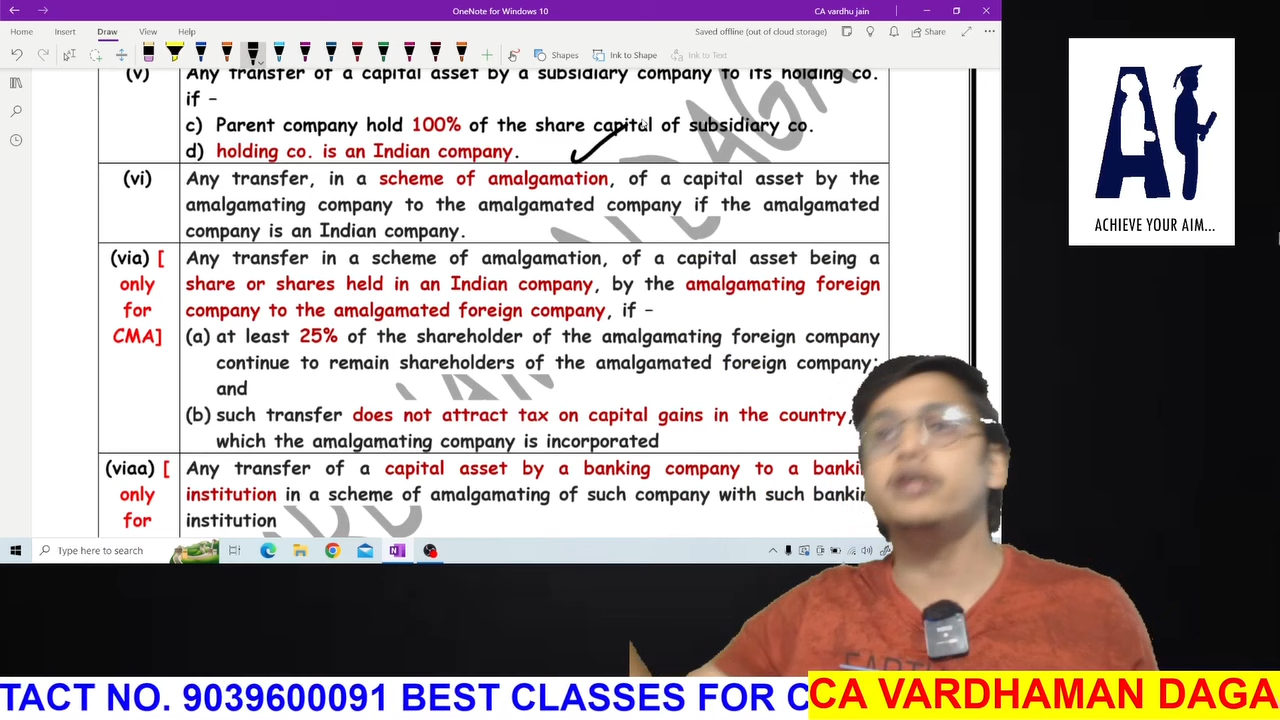 OneNote for Windows 10
CA vardhu jain
Home Insert Draw View Help
Saved offline (out of cloud storage)
Share
Shapes
Ink to Shape
Ink to Text
(v) Any transfer of a capital asset by a subsidiary company to its holding co.
if –
c) Parent company hold 100% of the share capital of subsidiary co.
d) holding co. is an Indian company.
(vi) Any transfer, in a scheme of amalgamation, of a capital asset by the
amalgamating company to the amalgamated company if the amalgamated
company is an Indian company.
(via) [ Any transfer in a scheme of amalgamation, of a capital asset being a
only share or shares held in an Indian company, by the amalgamating foreign
for company to the amalgamated foreign company, if –
CMA] (a) at least 25% of the shareholder of the amalgamating foreign company
continue to remain shareholders of the amalgamated foreign company;
and
(b) such transfer does not attract tax on capital gains in the country,
which the amalgamating company is incorporated
(viaa) [ Any transfer of a capital asset by a banking company to a
only institution in a scheme of amalgamating of such company with such
for institution
Type here to search
ACHIEVE YOUR AIM...
TACT NO. 9039600091 BEST CLASSES FOR
CA VARDHAMAN DAGA